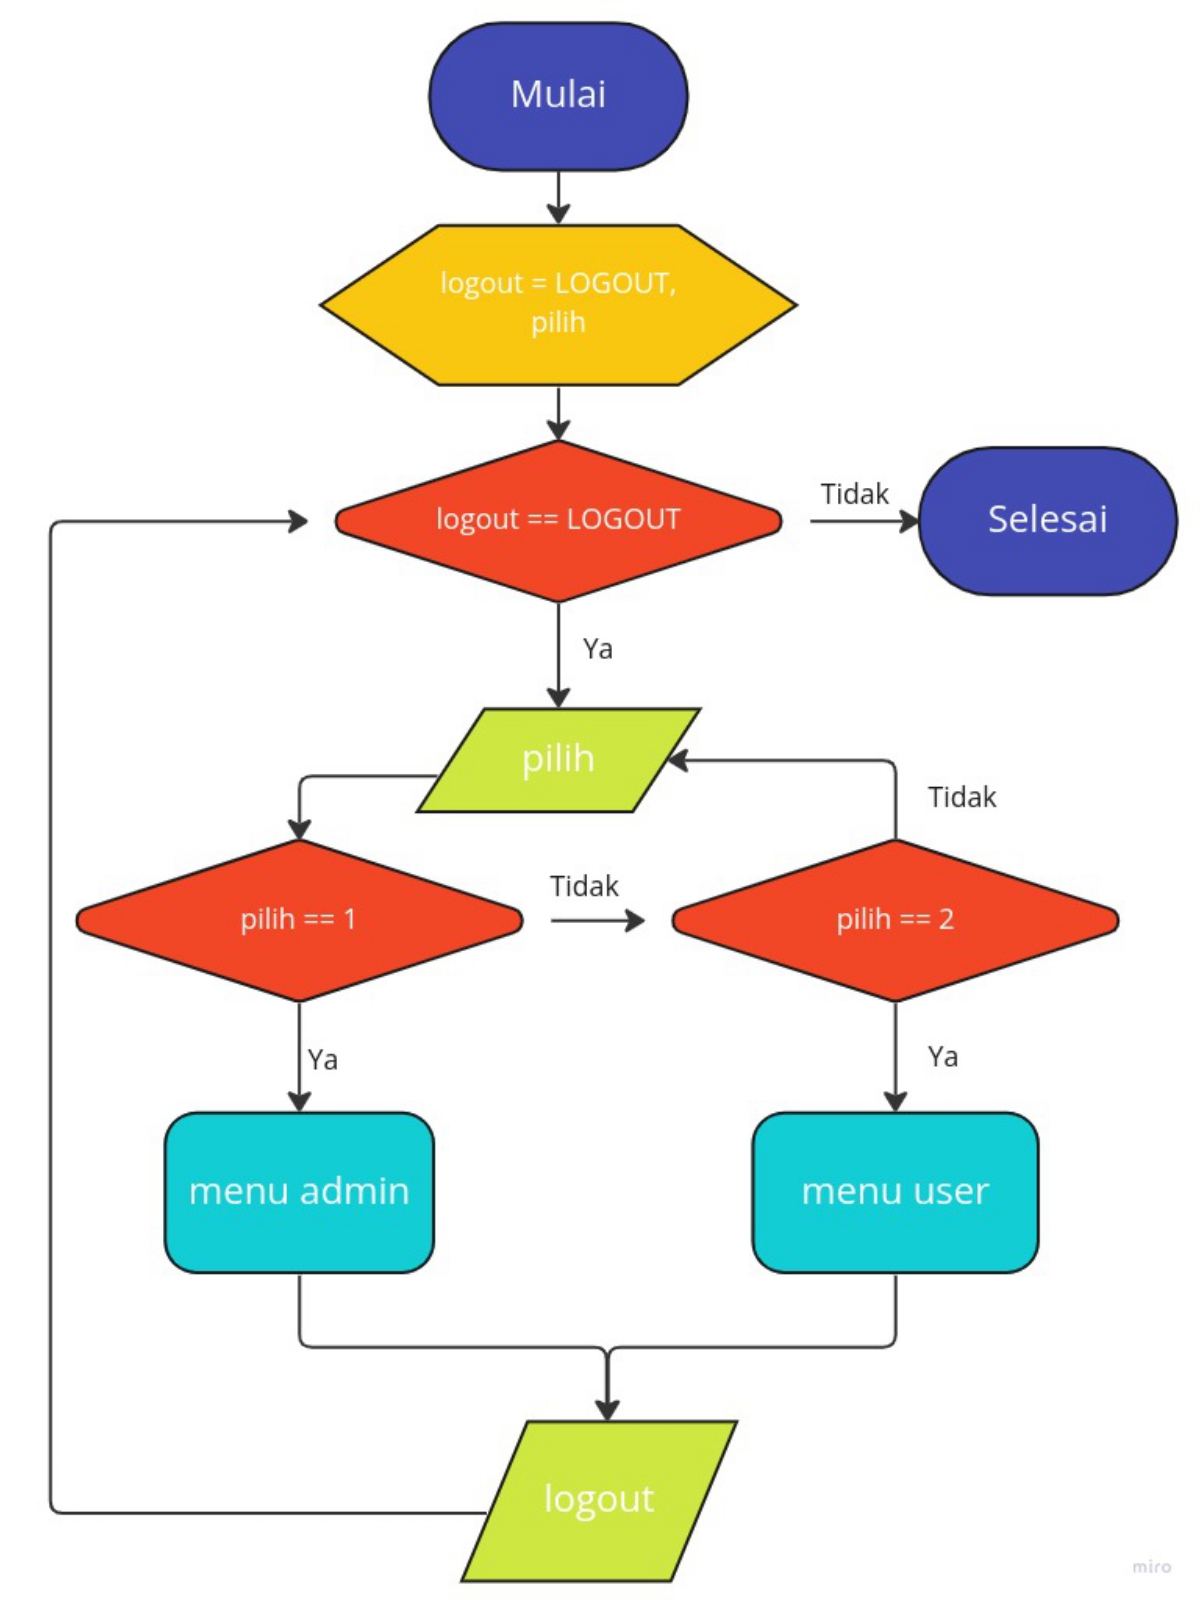 Mulai
logout = LOGOUT,
pilih
logout == LOGOUT
Tidak
Selesai
Ya
pilih
Tidak
pilih == 1
Tidak
pilih == 2
Ya
Ya
menu admin
menu user
logout
miro